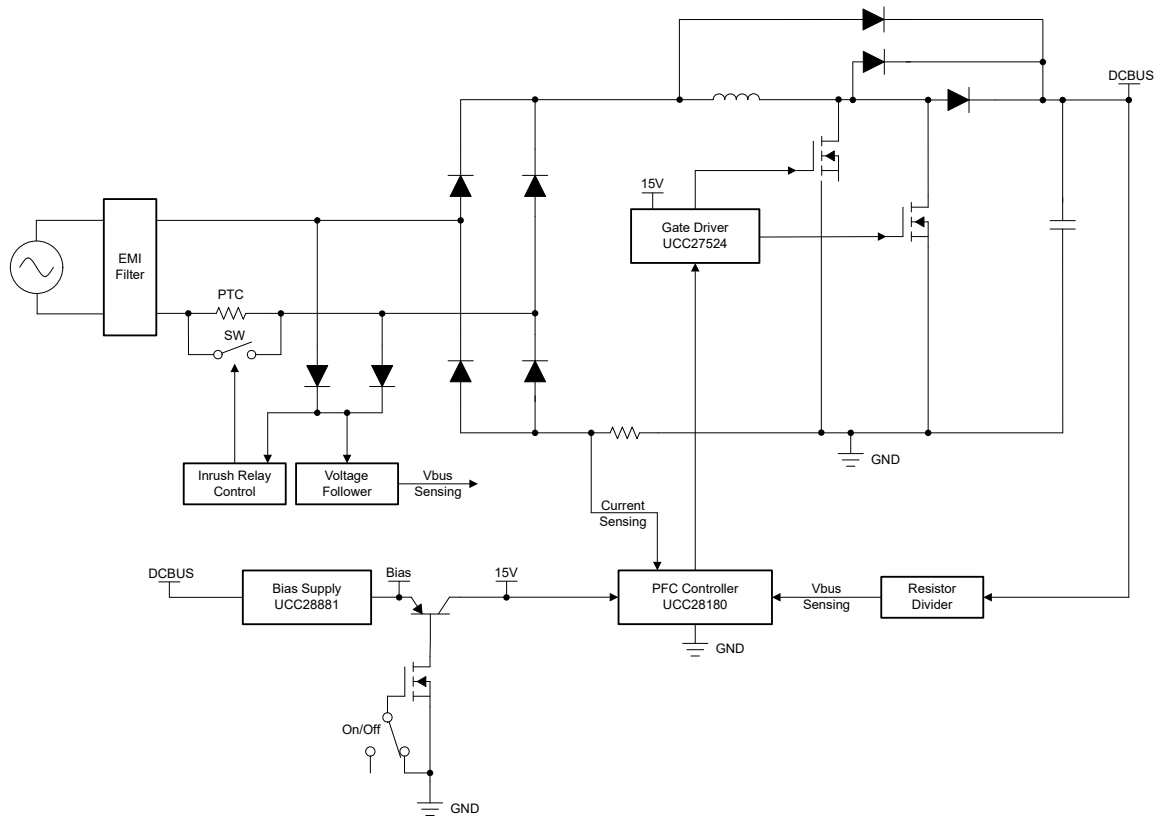 DCBUS
15V
Gate Driver
UCC27524
EMI
Filter
PTC
SW
GND
Inrush Relay
Control
Voltage
Follower
Vbus
Sensing
Current
Sensing
DCBUS
Bias Supply
UCC28881
Bias
15V
PFC Controller
UCC28180
Vbus
Sensing
Resistor
Divider
GND
On/Off
GND